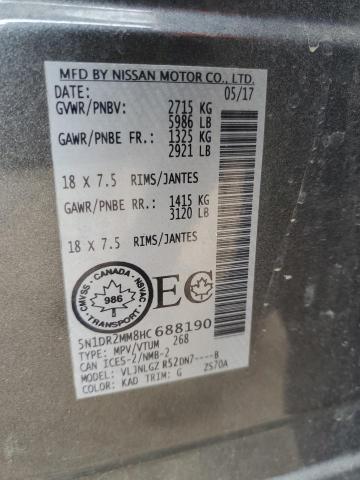 MFD BY NISSAN MOTOR CO., LTD.
DATE: 05/17
GVWR/PNBV: 2715 KG
5986 LB
GAWR/PNBE FR.: 1325 KG
2921 LB
18 X 7.5 RIMS/JANTES
GAWR/PNBE RR.: 1415 KG
3120 LB
18 X 7.5 RIMS/JANTES
CANADA
CMVSS NSVAC
986
TRANSPORT
EC
5N1DR2MM8HC688190
TYPE: MPV/VTUM 268
CAN ICES-2/NMB-2
MODEL: VLJNLGZ R52DN7----B
COLOR: KAD TRIM: G ZS70A